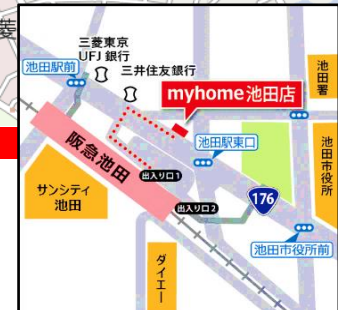 菱
三菱東京
UFJ 銀行
池田駅前
三井住友銀行
池田署
myhome池田店
阪急池田
池田駅東口
池田市役所
出入り口1
サンシティ
池田
出入り口2
176
池田市役所前
ダイエー